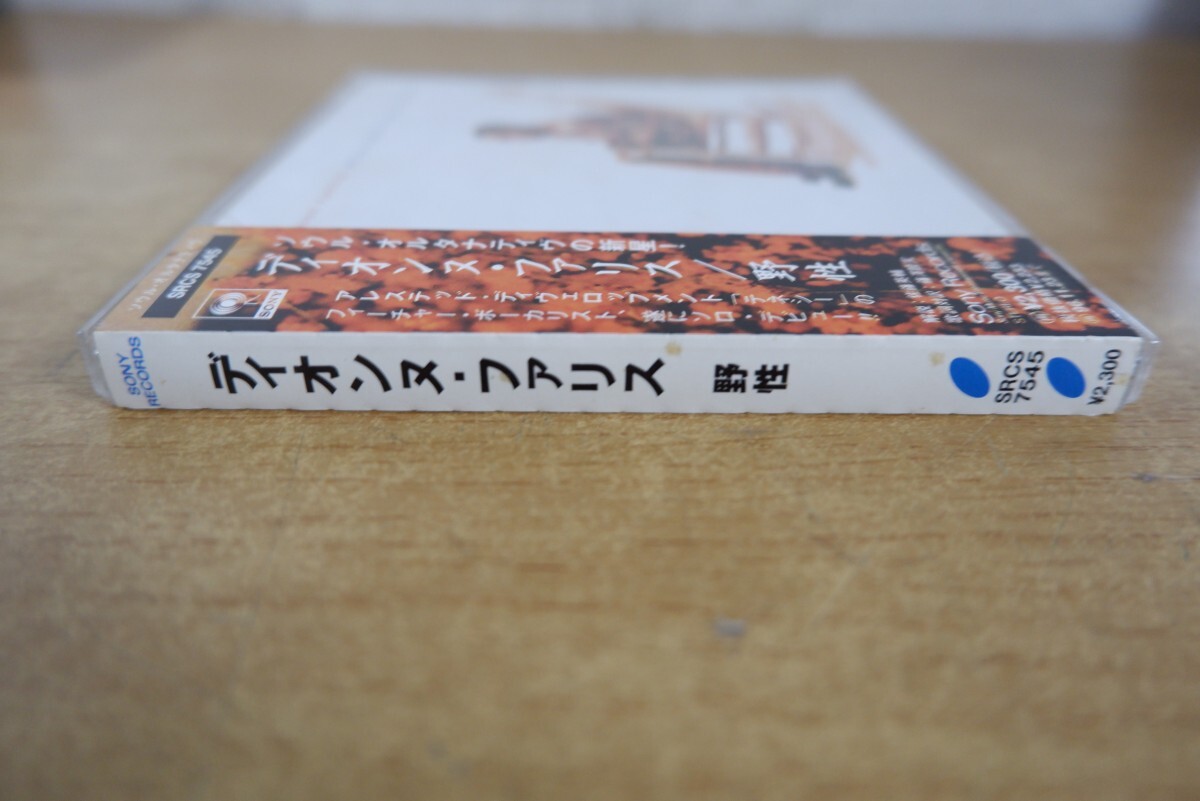 ソウル・オルタナティヴの新星!
ディオンヌ・ファリス/野性
アレステッド・ディヴェロップメント「テネシー」の
フィーチャー・ボーカリスト、遂にソロ・デビュー!!
SRCS 7545
SONY
SONY
RECORDS
ディオンヌ・ファリス 野性
SRCS
7545
¥2,300